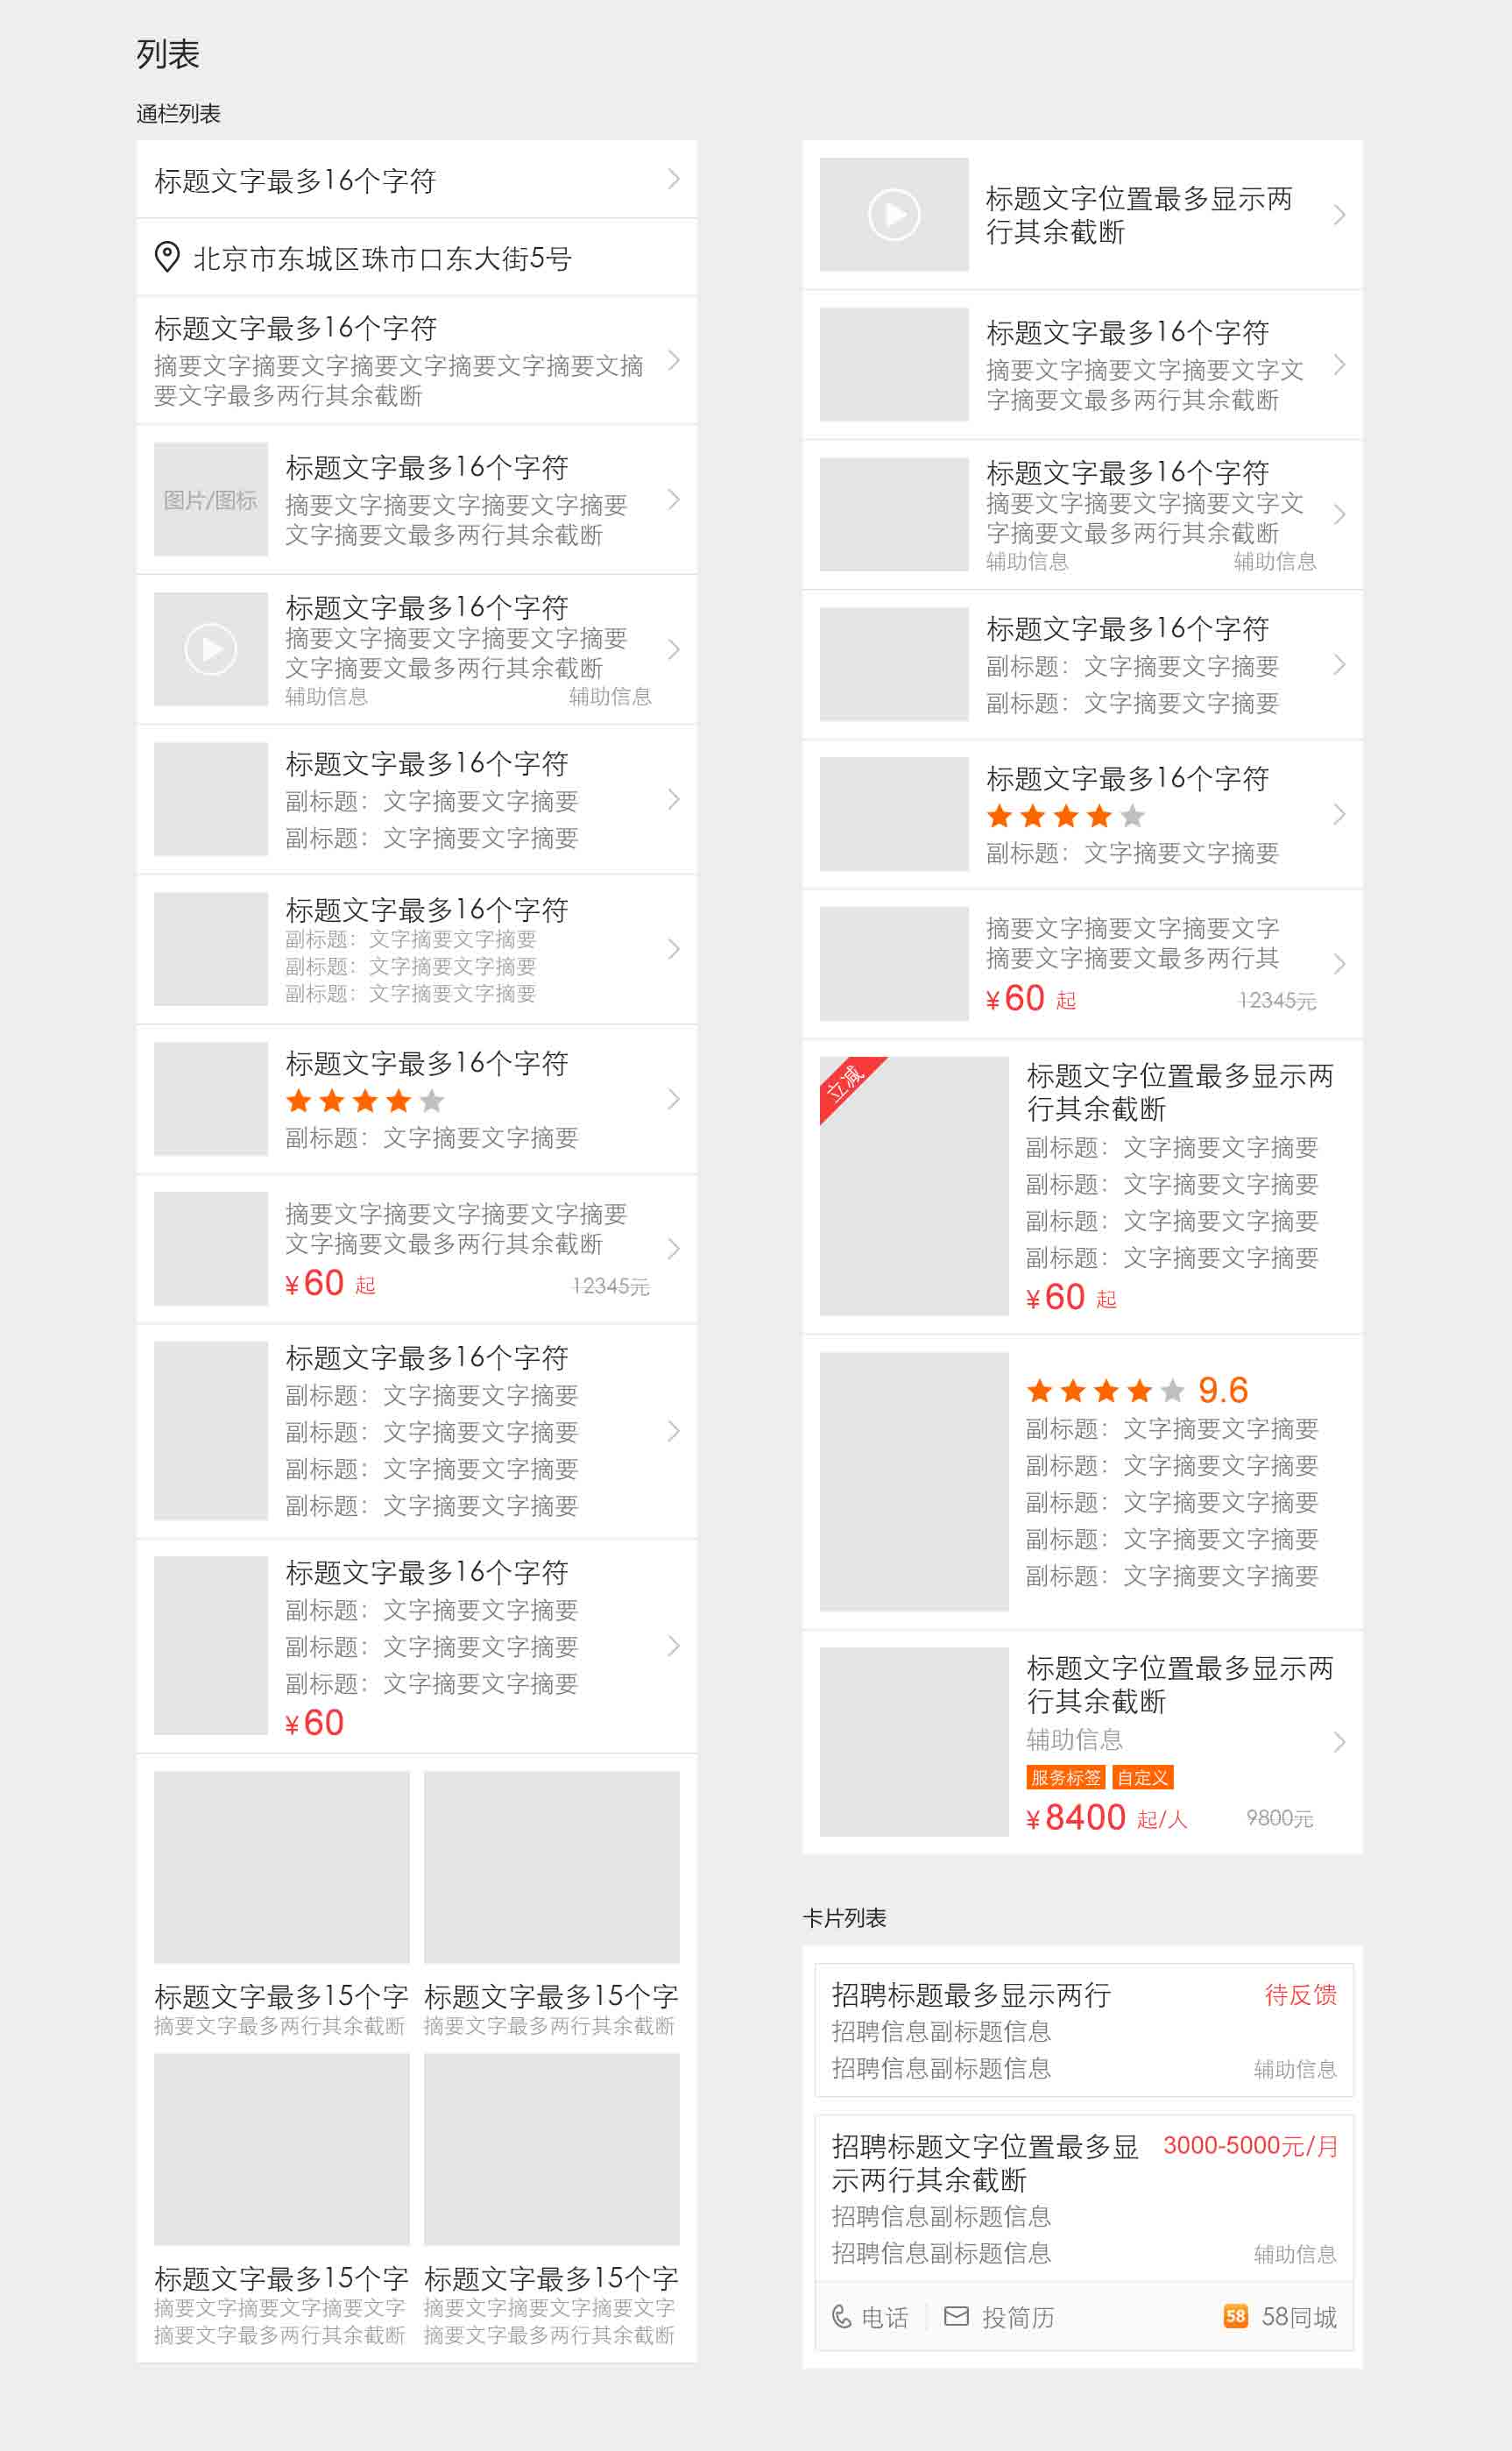 列表
通栏列表
标题文字最多16个字符
北京市东城区珠市口东大街5号
标题文字最多16个字符
摘要文字摘要文字摘要文字摘要文字摘要文摘
要文字最多两行其余截断
图片/图标
标题文字最多16个字符
摘要文字摘要文字摘要文字摘要
文字摘要文最多两行其余截断
标题文字最多16个字符
摘要文字摘要文字摘要文字摘要
文字摘要文最多两行其余截断
辅助信息 辅助信息
标题文字最多16个字符
副标题：文字摘要文字摘要
副标题：文字摘要文字摘要
标题文字最多16个字符
副标题：文字摘要文字摘要
副标题：文字摘要文字摘要
副标题：文字摘要文字摘要
标题文字最多16个字符
副标题：文字摘要文字摘要
摘要文字摘要文字摘要文字摘要
文字摘要文最多两行其余截断
¥60 起 12345元
标题文字最多16个字符
副标题：文字摘要文字摘要
副标题：文字摘要文字摘要
副标题：文字摘要文字摘要
副标题：文字摘要文字摘要
标题文字最多16个字符
副标题：文字摘要文字摘要
副标题：文字摘要文字摘要
副标题：文字摘要文字摘要
¥60
标题文字最多15个字 标题文字最多15个字
摘要文字最多两行其余截断 摘要文字最多两行其余截断
标题文字最多15个字 标题文字最多15个字
摘要文字摘要文字摘要文字 摘要文字摘要文字摘要文字
摘要文字最多两行其余截断 摘要文字最多两行其余截断
标题文字位置最多显示两
行其余截断
标题文字最多16个字符
摘要文字摘要文字摘要文字文
字摘要文最多两行其余截断
标题文字最多16个字符
摘要文字摘要文字摘要文字文
字摘要文最多两行其余截断
辅助信息 辅助信息
标题文字最多16个字符
副标题：文字摘要文字摘要
副标题：文字摘要文字摘要
标题文字最多16个字符
副标题：文字摘要文字摘要
摘要文字摘要文字摘要文字
摘要文字摘要文最多两行其
¥60 起 12345元
立减
标题文字位置最多显示两
行其余截断
副标题：文字摘要文字摘要
副标题：文字摘要文字摘要
副标题：文字摘要文字摘要
副标题：文字摘要文字摘要
¥60 起
9.6
副标题：文字摘要文字摘要
副标题：文字摘要文字摘要
副标题：文字摘要文字摘要
副标题：文字摘要文字摘要
副标题：文字摘要文字摘要
标题文字位置最多显示两
行其余截断
辅助信息
服务标签 自定义
¥8400 起/人 9800元
卡片列表
招聘标题最多显示两行 待反馈
招聘信息副标题信息
招聘信息副标题信息 辅助信息
招聘标题文字位置最多显 3000-5000元/月
示两行其余截断
招聘信息副标题信息
招聘信息副标题信息 辅助信息
电话 投简历 58 58同城